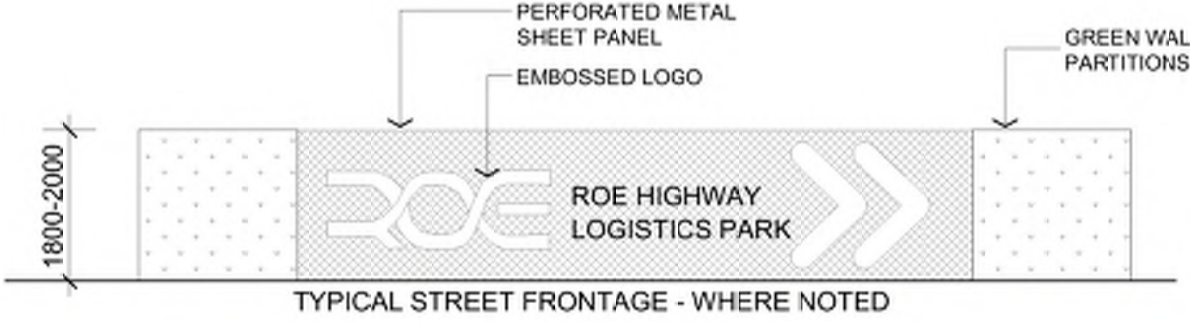 PERFORATED METAL
SHEET PANEL
EMBOSSED LOGO
GREEN WAL
PARTITIONS
1800-2000
ROE
ROE HIGHWAY
LOGISTICS PARK
TYPICAL STREET FRONTAGE - WHERE NOTED